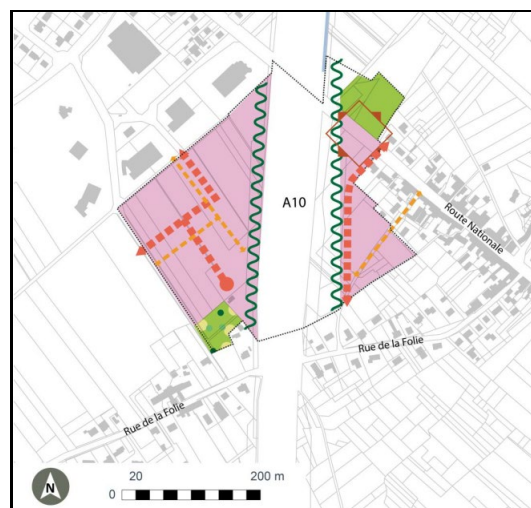 A10
Route Nationale
Rue de la Folie
Rue de la Folie
N
20
0
200 m